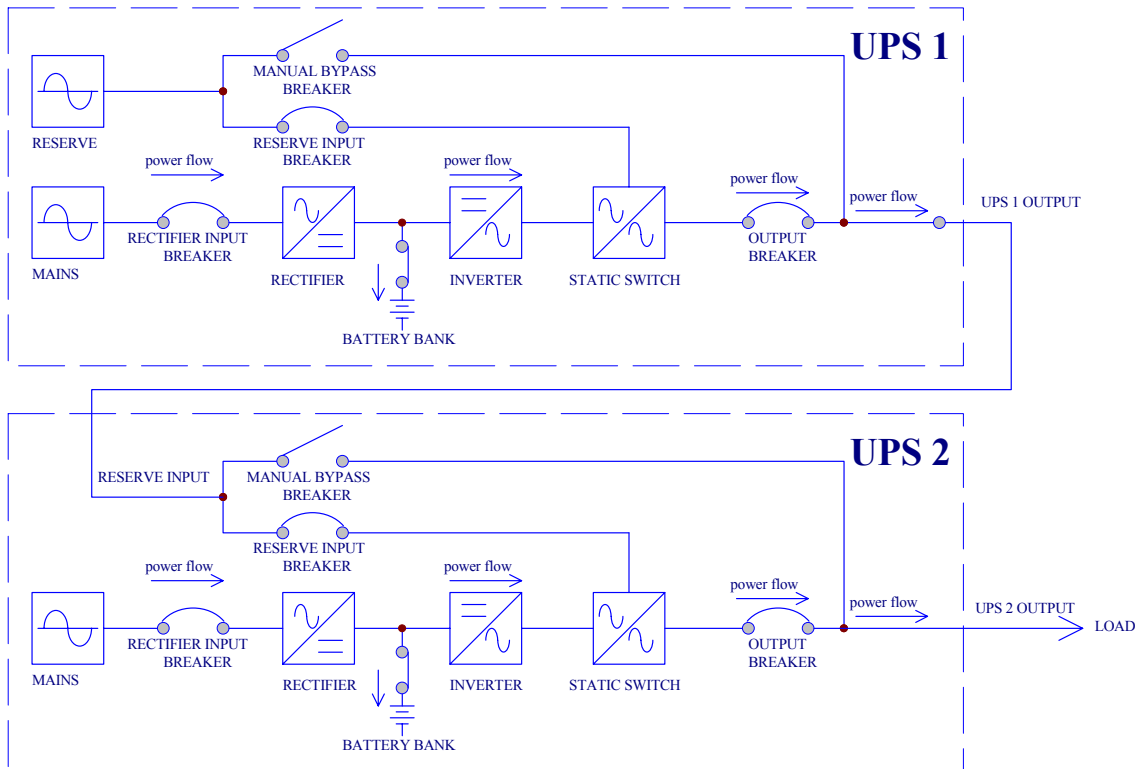 UPS 1
MANUAL BYPASS
BREAKER
RESERVE
RESERVE INPUT
BREAKER
power flow
power flow
power flow
power flow
UPS 1 OUTPUT
RECTIFIER INPUT
BREAKER
OUTPUT
BREAKER
MAINS
RECTIFIER
INVERTER
STATIC SWITCH
BATTERY BANK
UPS 2
RESERVE INPUT
MANUAL BYPASS
BREAKER
RESERVE INPUT
BREAKER
power flow
power flow
power flow
power flow
UPS 2 OUTPUT
LOAD
RECTIFIER INPUT
BREAKER
OUTPUT
BREAKER
MAINS
RECTIFIER
INVERTER
STATIC SWITCH
BATTERY BANK